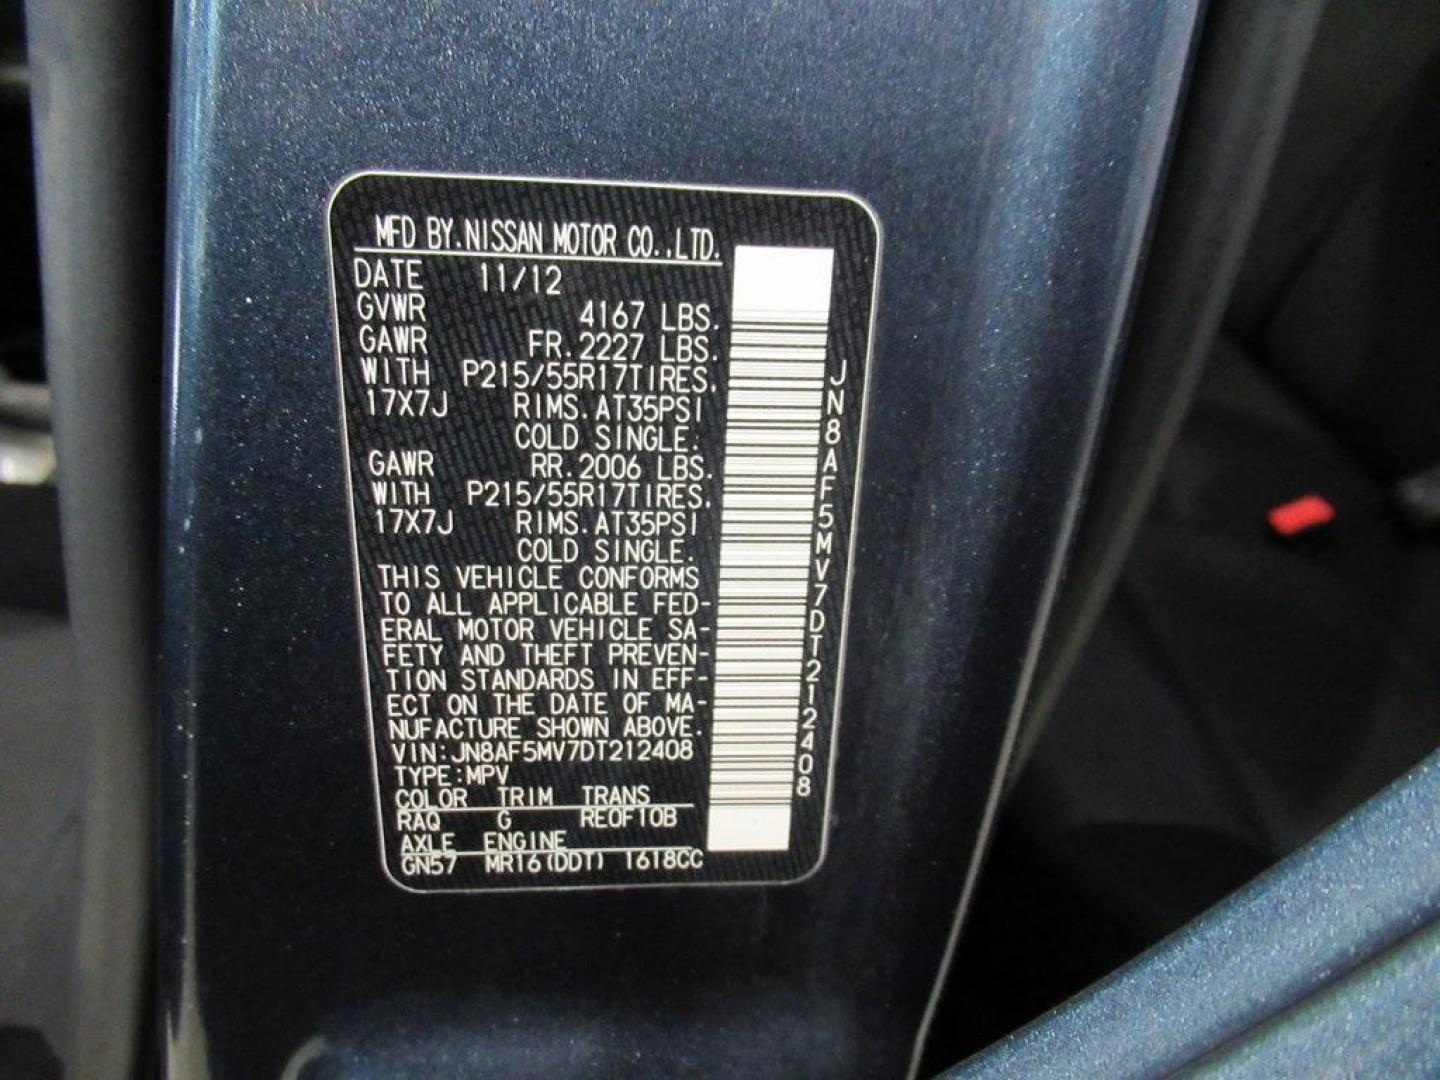 MFD BY.NISSAN MOTOR CO.,LTD.
DATE 11/12
GVWR 4167 LBS.
GAWR FR.2227 LBS.
WITH P215/55R17TIRES.
17X7J RIMS.AT35PSI
COLD SINGLE.
GAWR RR.2006 LBS.
WITH P215/55R17TIRES.
17X7J RIMS.AT35PSI
COLD SINGLE.
THIS VEHICLE CONFORMS
TO ALL APPLICABLE FED-
ERAL MOTOR VEHICLE SA-
FETY AND THEFT PREVEN-
TION STANDARDS IN EFF-
ECT ON THE DATE OF MA-
NUFACTURE SHOWN ABOVE.
VIN:JN8AF5MV7DT212408
TYPE:MPV
COLOR TRIM TRANS
RAQ G RE0F10B
AXLE ENGINE
GN57 MR16(DDT) 1618CC
JN8AF5MV7DT212408